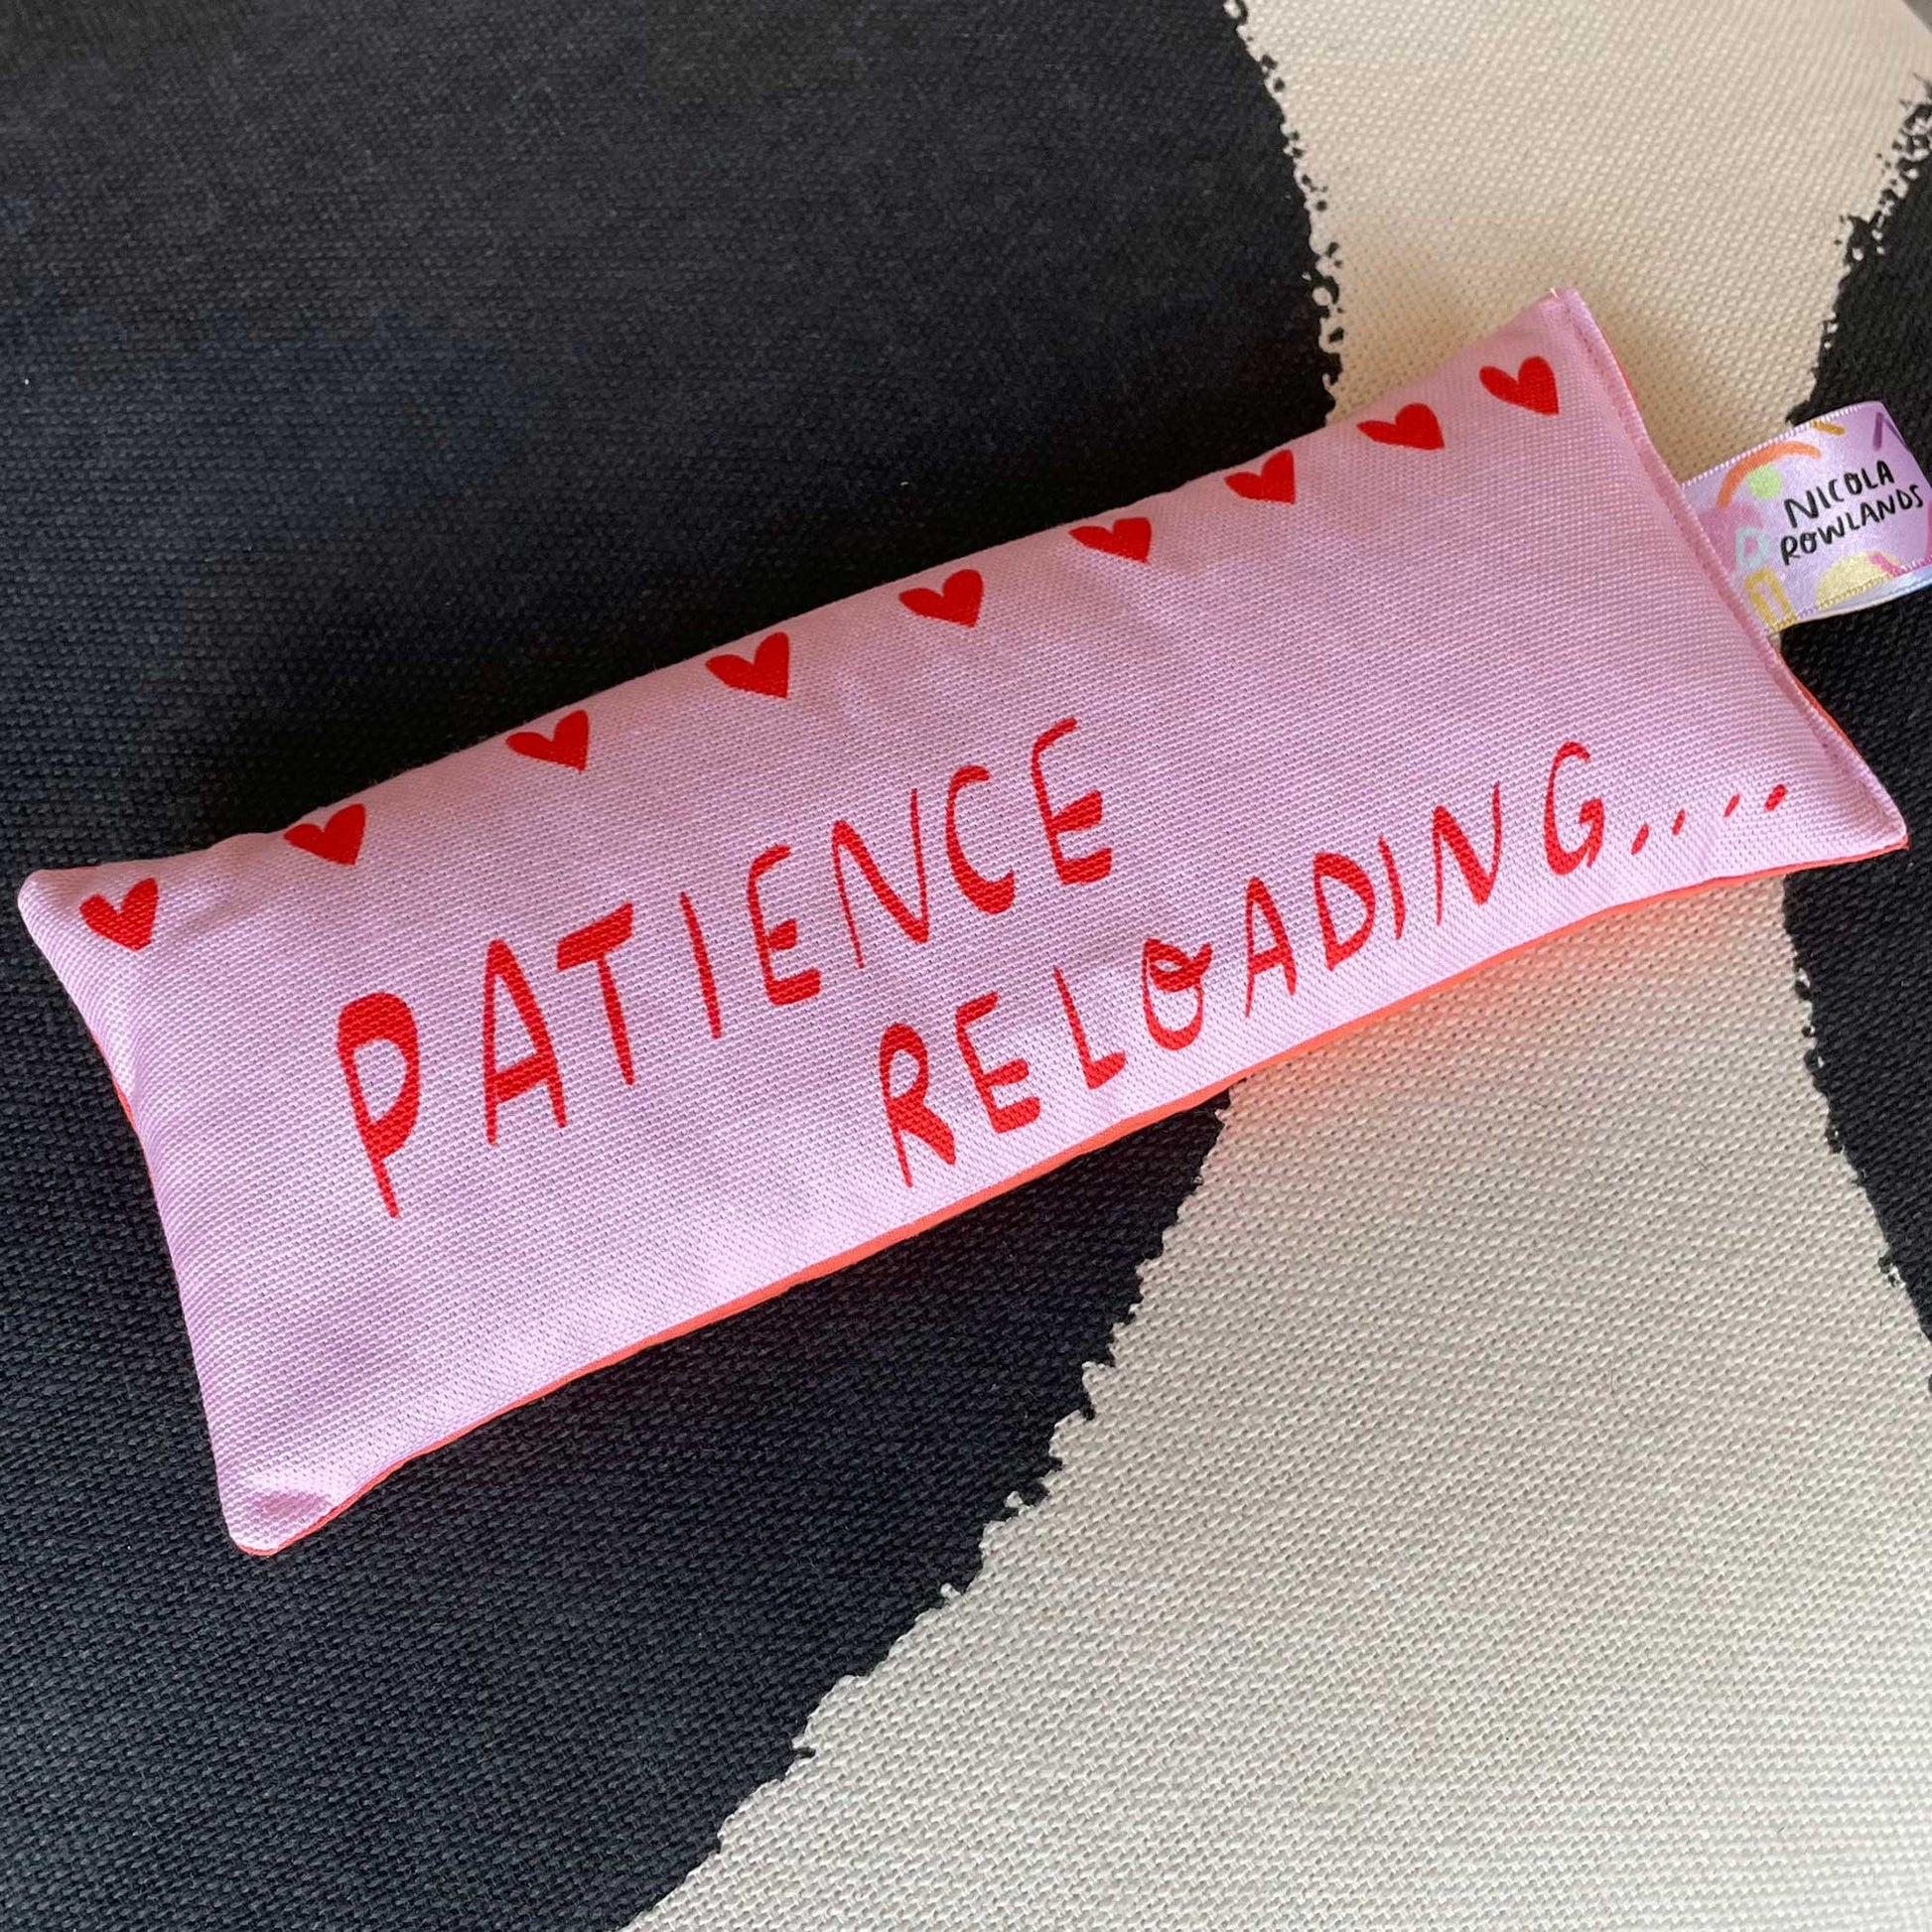 PATIENCE
RELOADING....
NICOLA
ROWLANDS